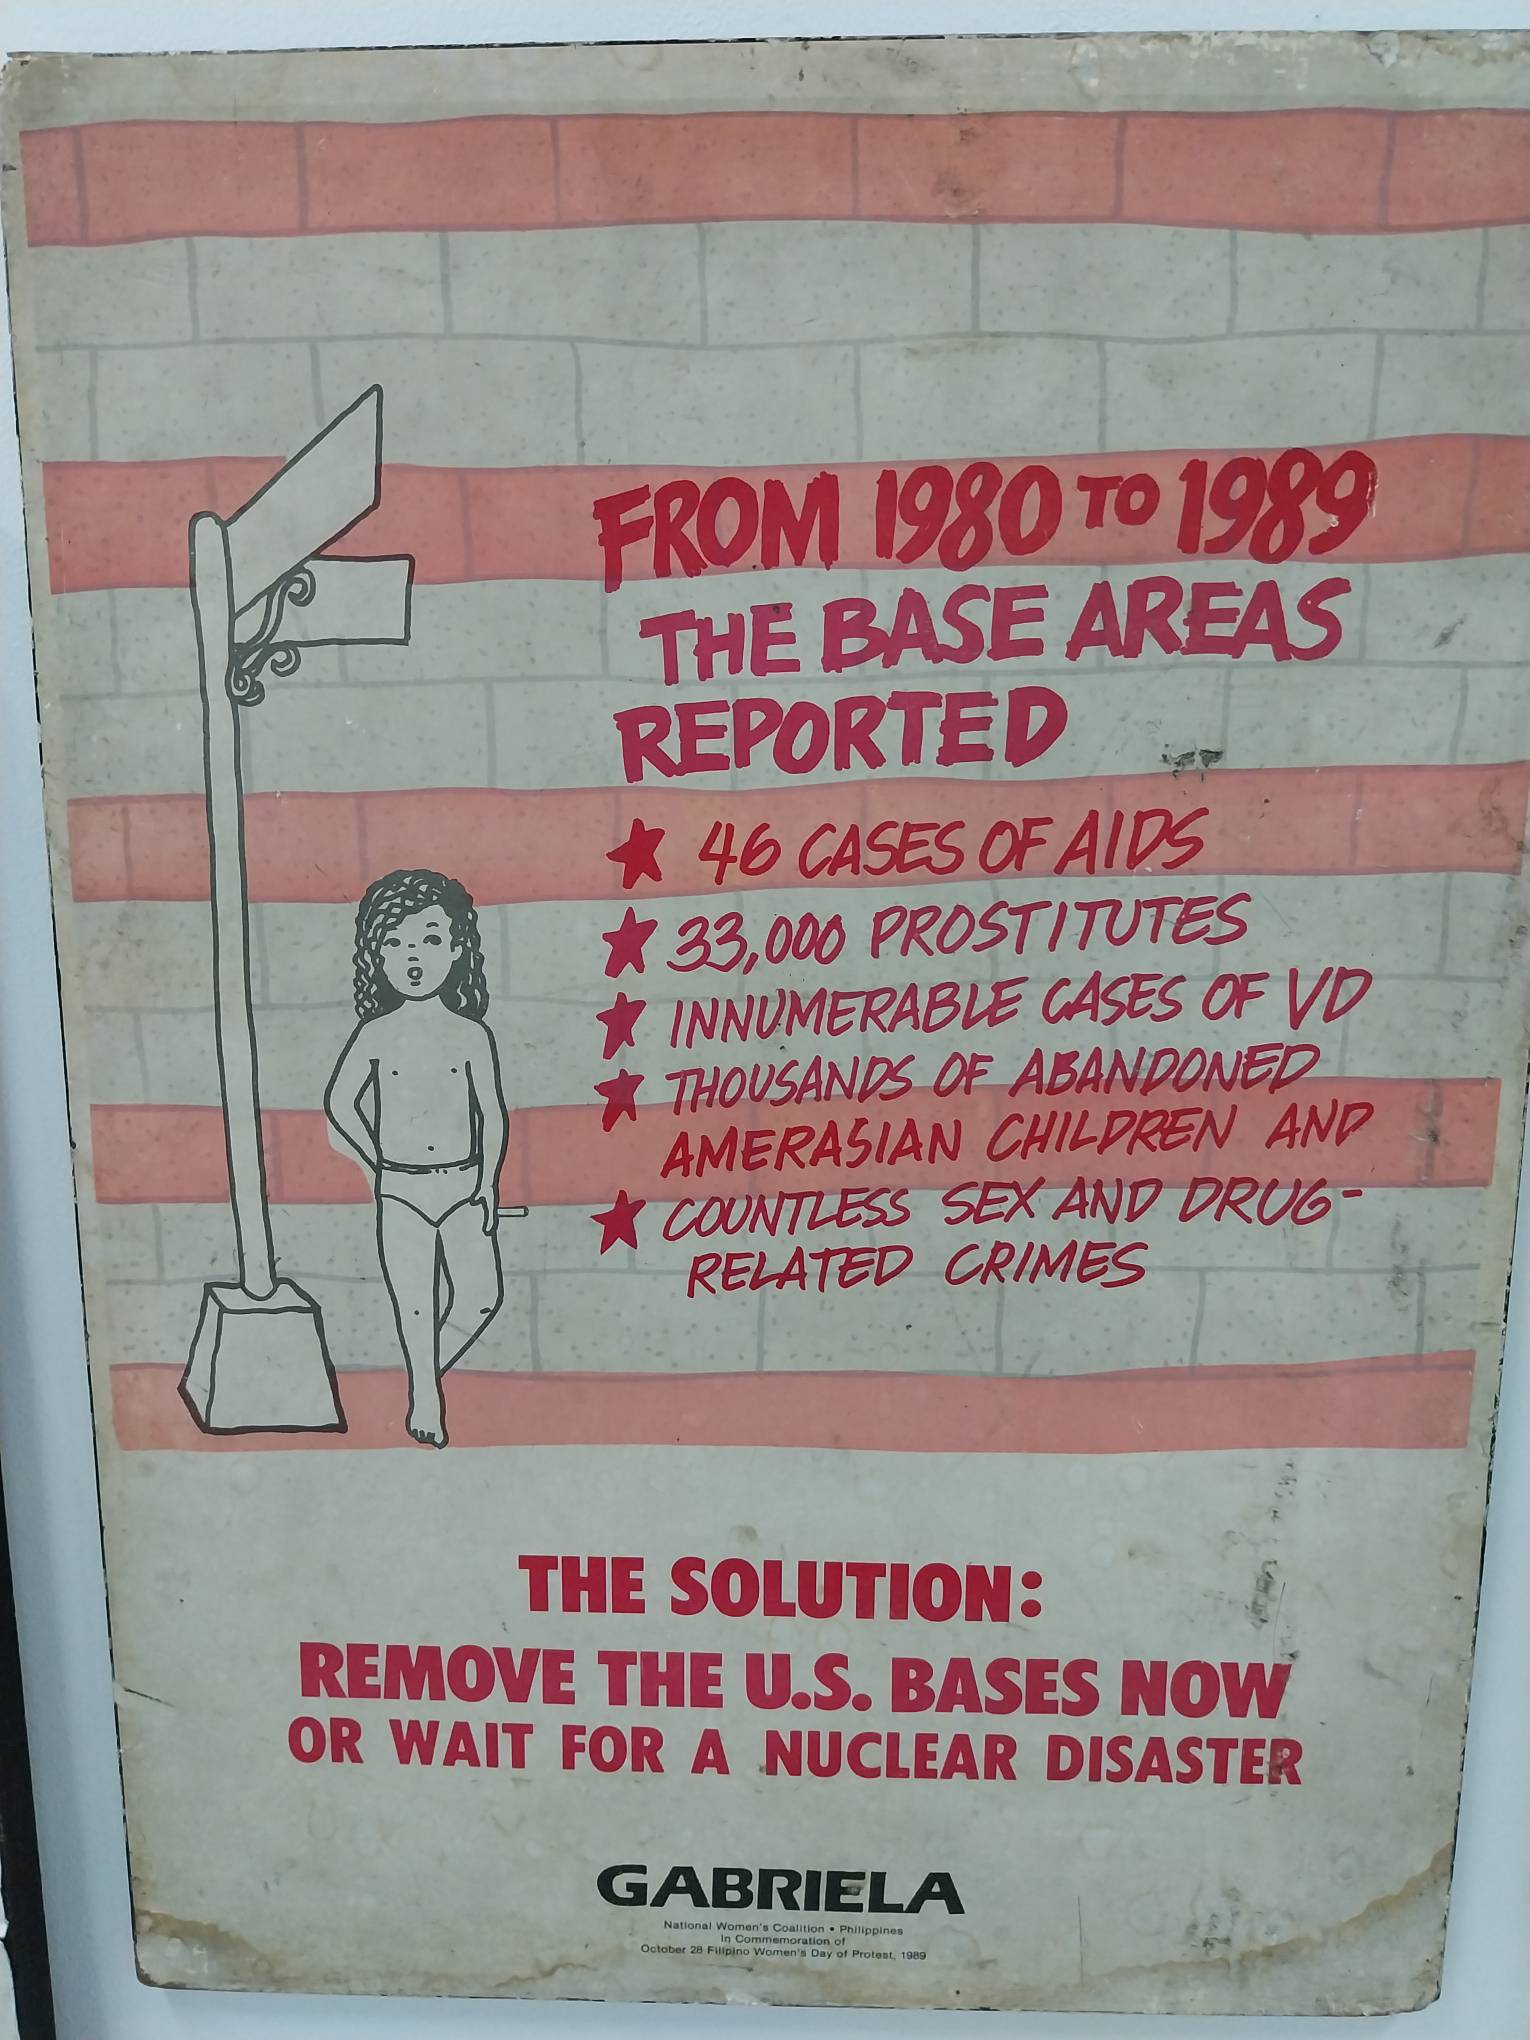 FROM 1980 TO 1989
THE BASE AREAS
REPORTED
★ 46 CASES OF AIDS
★ 33,000 PROSTITUTES
★ INNUMERABLE CASES OF VD
★ THOUSANDS OF ABANDONED
AMERASIAN CHILDREN AND
★ COUNTLESS SEX AND DRUG-
RELATED CRIMES
THE SOLUTION:
REMOVE THE U.S. BASES NOW
OR WAIT FOR A NUCLEAR DISASTER
GABRIELA
National Women's Coalition • Philippines
In Commemoration of
October 28 Filipino Women's Day of Protest, 1989